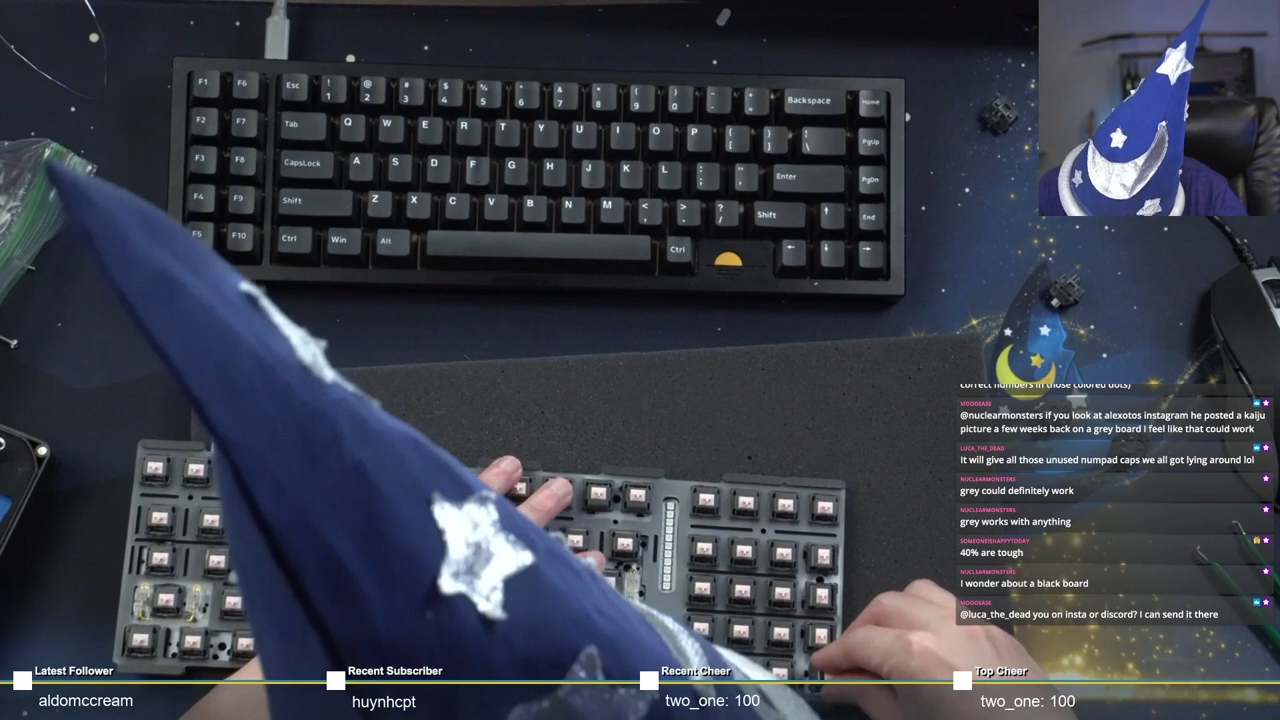 F1 F6 Esc ! 1 @ 2 # 3 $ 4 % 5 ^ 6 & 7 * 8 ( 9 ) 0 - = Backspace Home
F2 F7 Tab Q W E R T Y U I O P { [ } ] | \ PgUp
F3 F8 CapsLock A S D F G H J K L : ; " ' Enter PgDn
F4 F9 Shift Z X C V B N M < , > . ? / Shift ↑ End
F5 F10 Ctrl Win Alt Ctrl ← ↓ →
correct numbers in those colored dots)
MOOOEASE
@nuclearmonsters if you look at alexotos instagram he posted a kaiju
picture a few weeks back on a grey board I feel like that could work
LUCA_THE_DEAD
It will give all those unused numpad caps we all got lying around lol
NUCLEARMONSTERS
grey could definitely work
NUCLEARMONSTERS
grey works with anything
SOMEONEISHAPPYTODAY
40% are tough
NUCLEARMONSTERS
I wonder about a black board
MOOOEASE
@luca_the_dead you on insta or discord? I can send it there
Latest Follower
aldomccream
Recent Subscriber
huynhcpt
Recent Cheer
two_one: 100
Top Cheer
two_one: 100